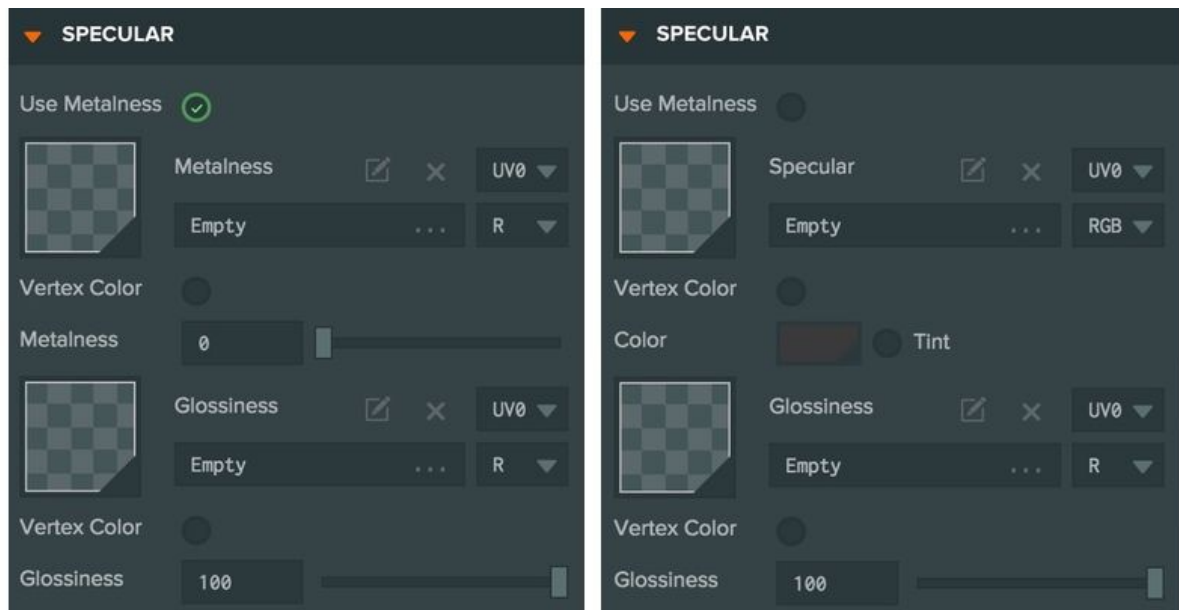 SPECULAR
Use Metalness
Metalness UV0
Empty ... R
Vertex Color
Metalness 0
Glossiness UV0
Empty ... R
Vertex Color
Glossiness 100
SPECULAR
Use Metalness
Specular UV0
Empty ... RGB
Vertex Color
Color Tint
Glossiness UV0
Empty ... R
Vertex Color
Glossiness 100